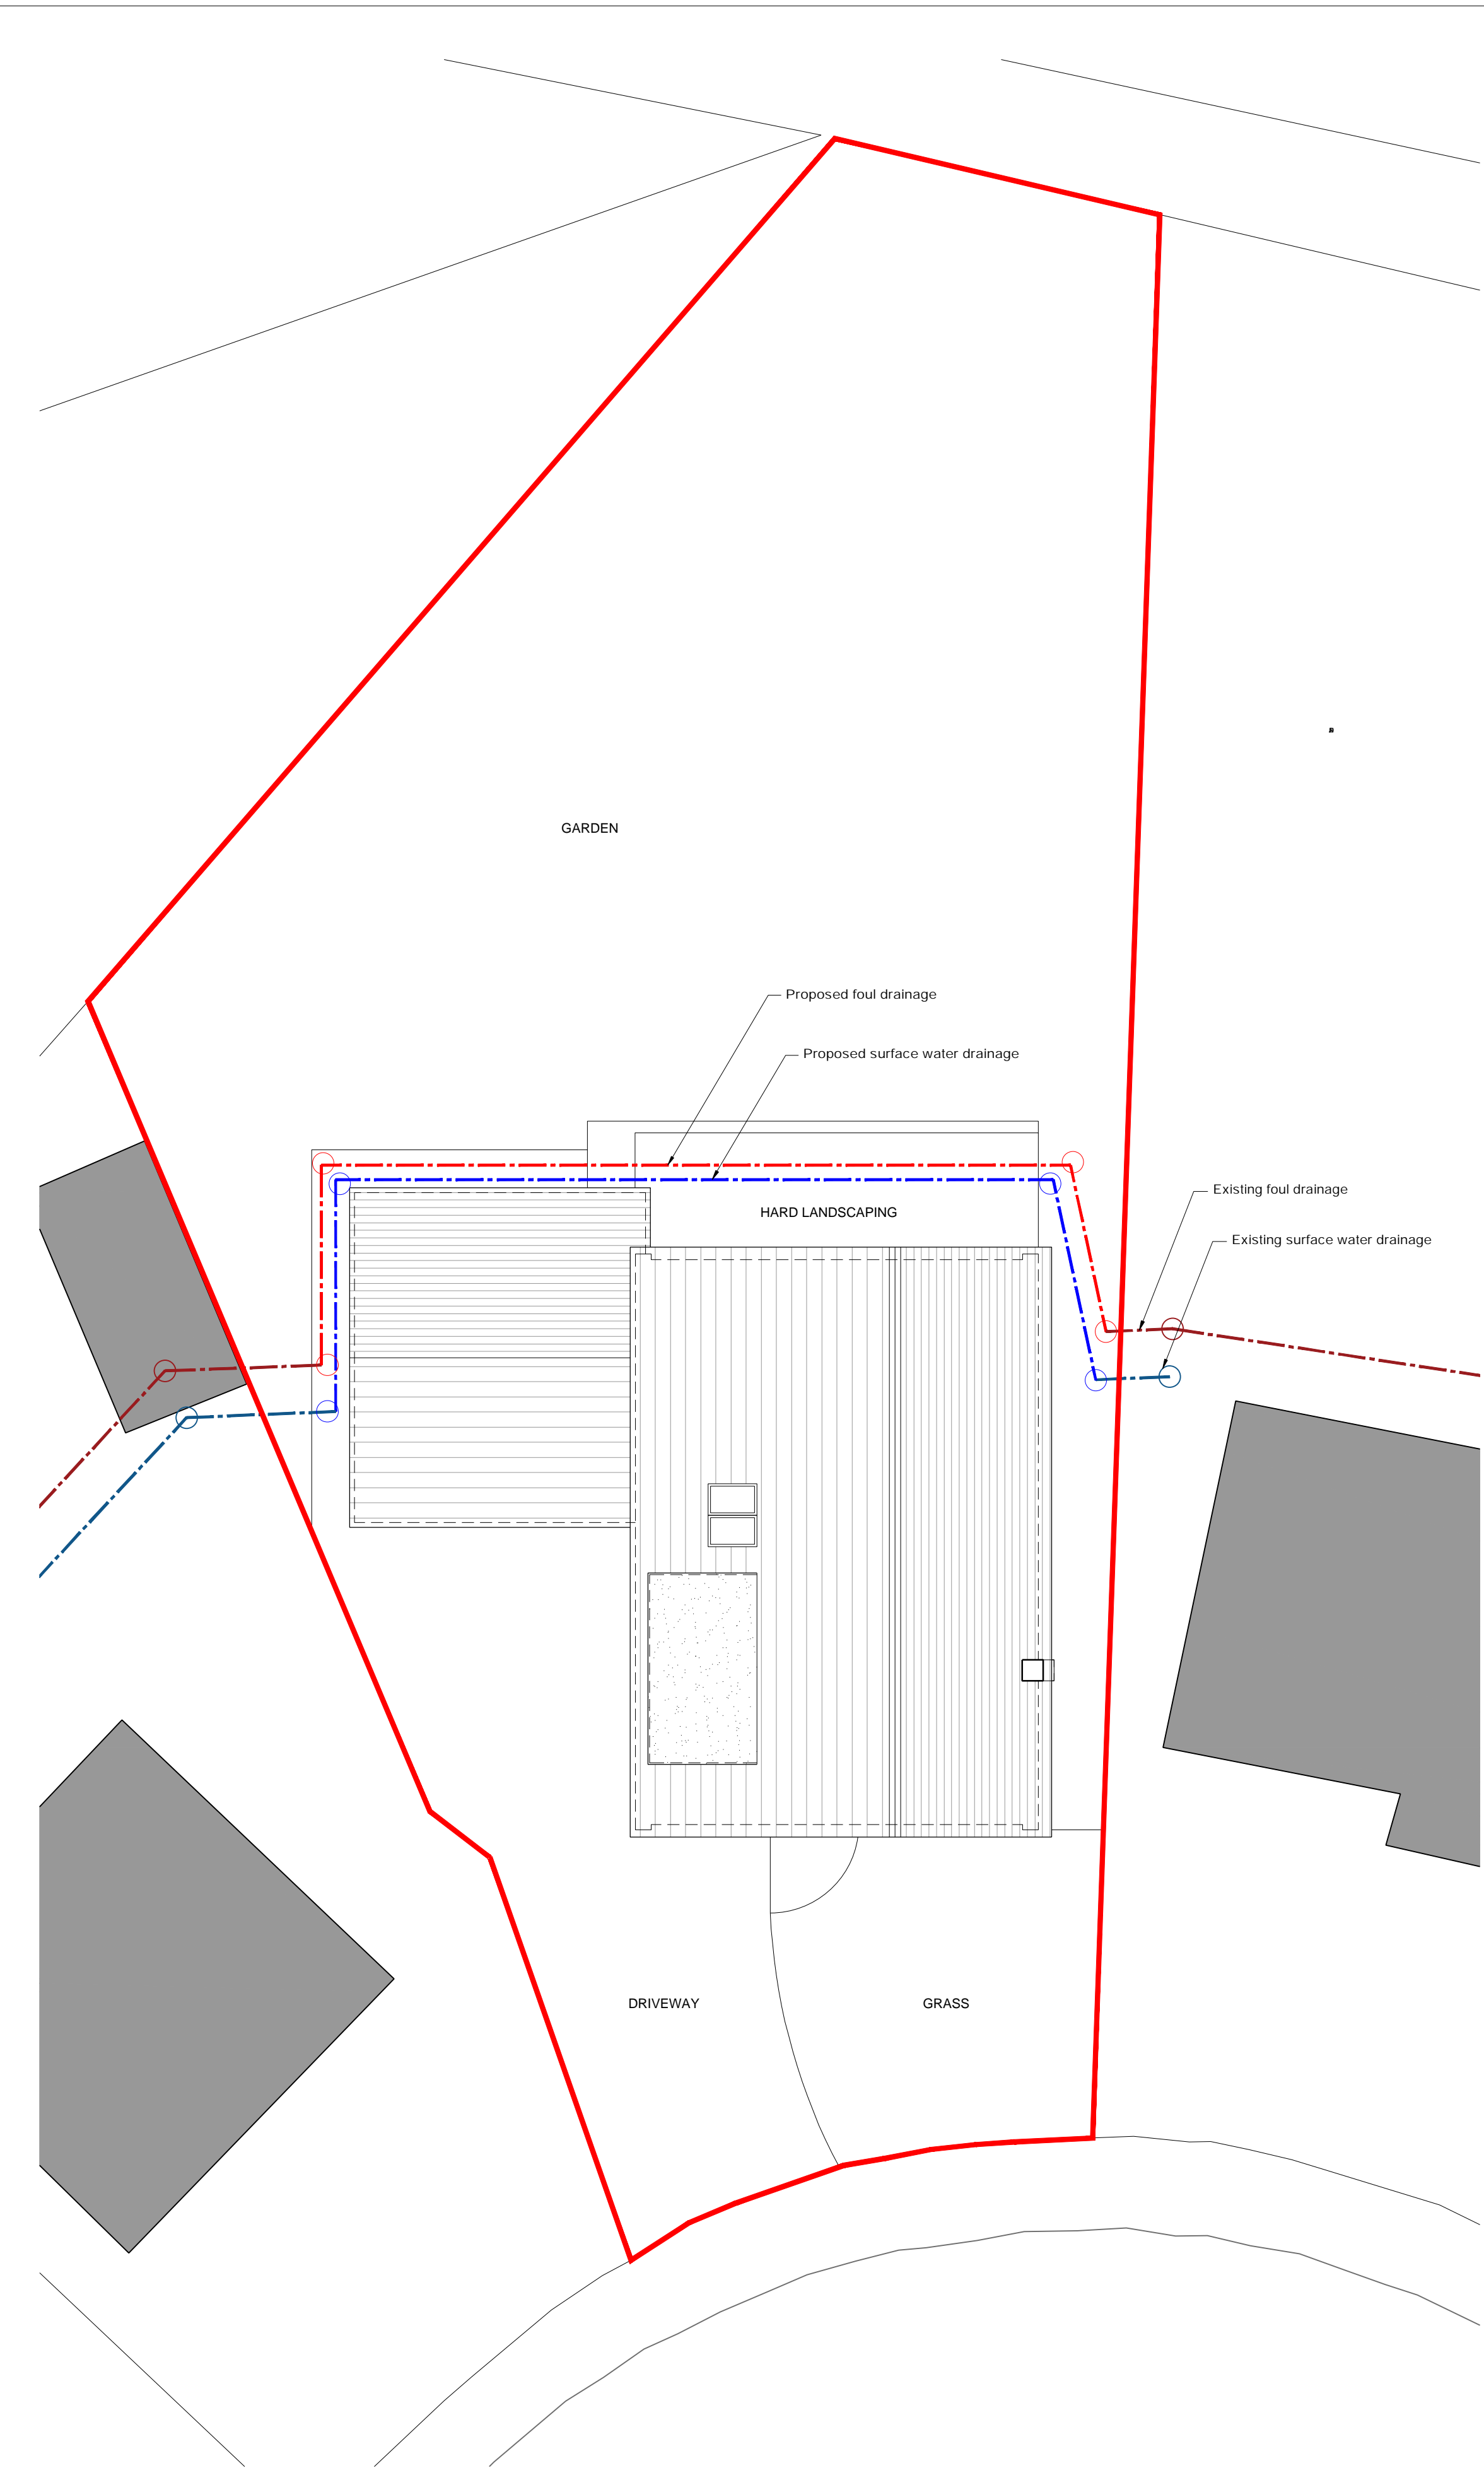 GARDEN
Proposed foul drainage
Proposed surface water drainage
Existing foul drainage
HARD LANDSCAPING
Existing surface water drainage
DRIVEWAY
GRASS